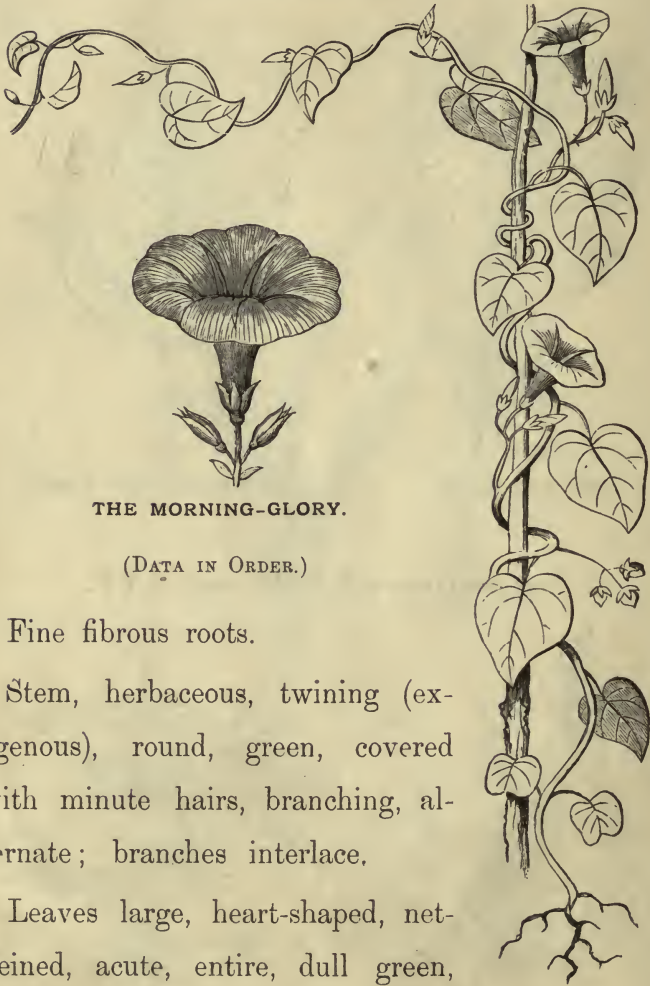 THE MORNING-GLORY.
(DATA IN ORDER.)
Fine fibrous roots.
Stem, herbaceous, twining (ex-
genous), round, green, covered
ith minute hairs, branching, al-
rnate; branches interlace.
Leaves large, heart-shaped, net-
eined, acute, entire, dull green,